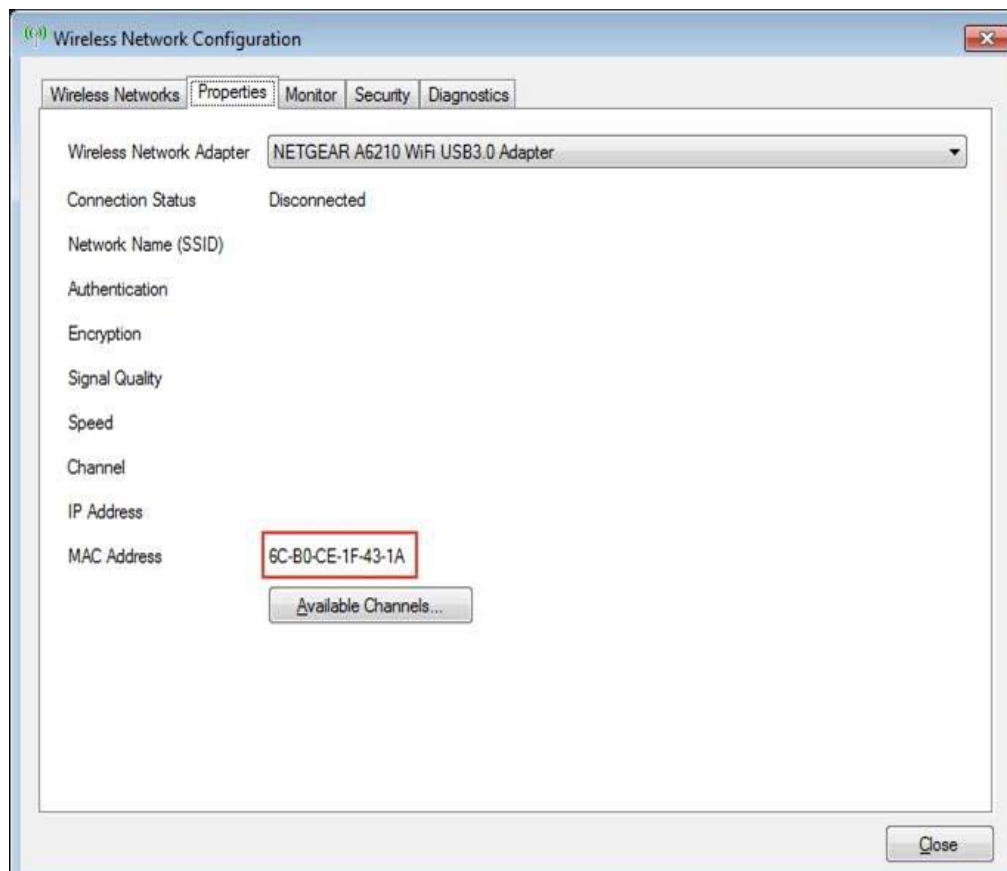 Wireless Network Configuration
Wireless Networks Properties Monitor Security Diagnostics
Wireless Network Adapter NETGEAR A6210 WiFi USB3.0 Adapter
Connection Status Disconnected
Network Name (SSID)
Authentication
Encryption
Signal Quality
Speed
Channel
IP Address
MAC Address 6C-B0-CE-1F-43-1A
Available Channels...
Close